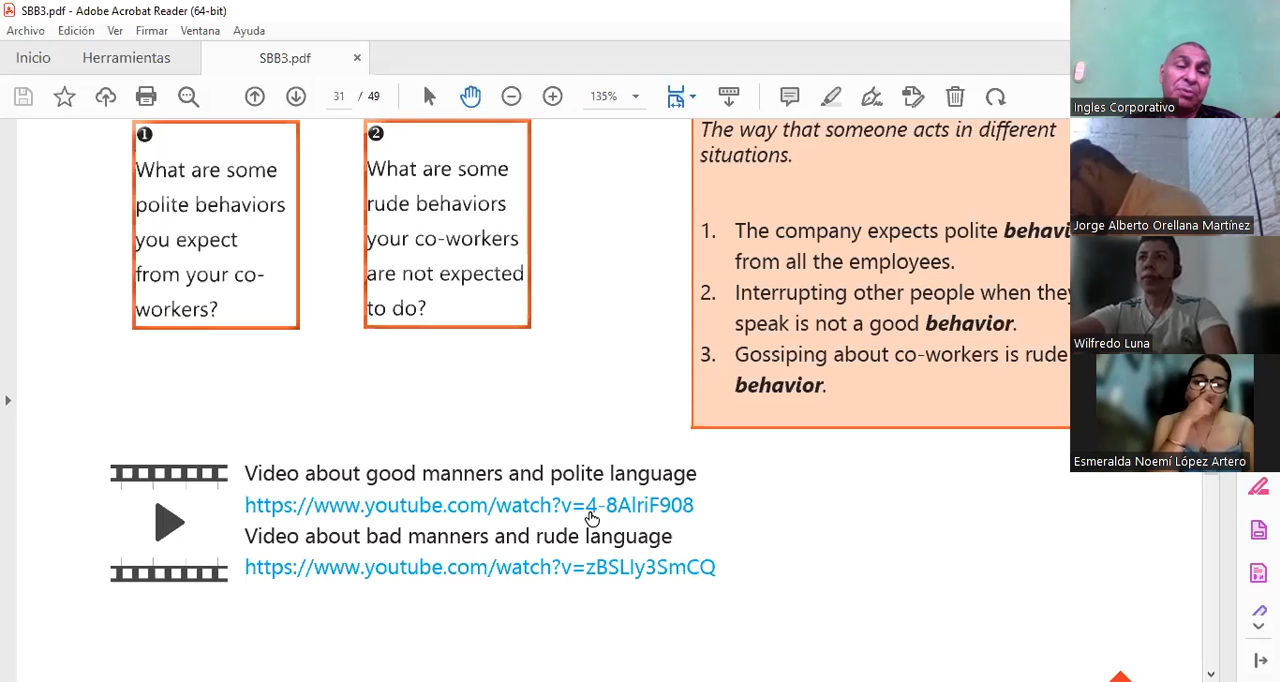 SBB3.pdf - Adobe Acrobat Reader (64-bit)
Archivo Edición Ver Firmar Ventana Ayuda
Inicio Herramientas SBB3.pdf ×
31 / 49 135%
❶
What are some
polite behaviors
you expect
from your co-
workers?
❷
What are some
rude behaviors
your co-workers
are not expected
to do?
The way that someone acts in different
situations.
1. The company expects polite behavi
from all the employees.
2. Interrupting other people when they
speak is not a good behavior.
3. Gossiping about co-workers is rude
behavior.
Video about good manners and polite language
https://www.youtube.com/watch?v=4-8AlriF908
Video about bad manners and rude language
https://www.youtube.com/watch?v=zBSLIy3SmCQ
Ingles Corporativo
Jorge Alberto Orellana Martínez
Wilfredo Luna
Esmeralda Noemí López Artero